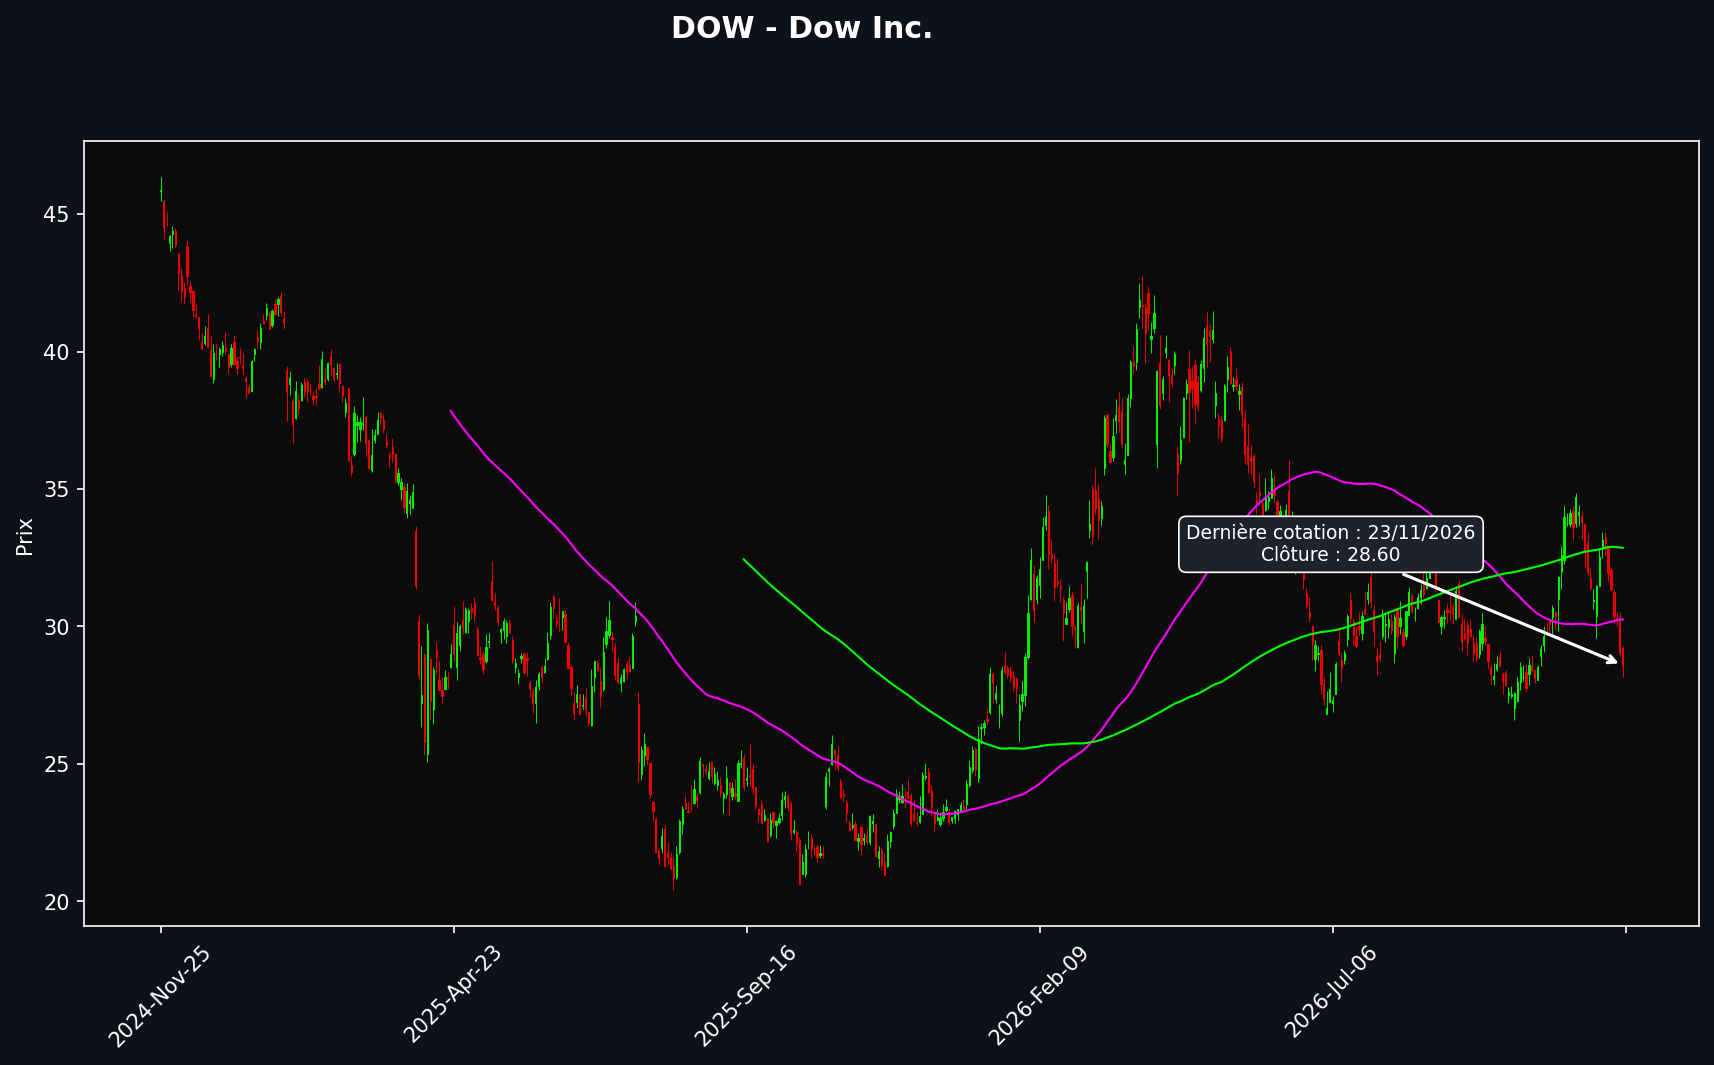 DOW - Dow Inc.
Prix
45
40
35
30
25
20
Dernière cotation : 23/11/2026
Clôture : 28.60
2024-Nov-25
2025-Apr-23
2025-Sep-16
2026-Feb-09
2026-Jul-06